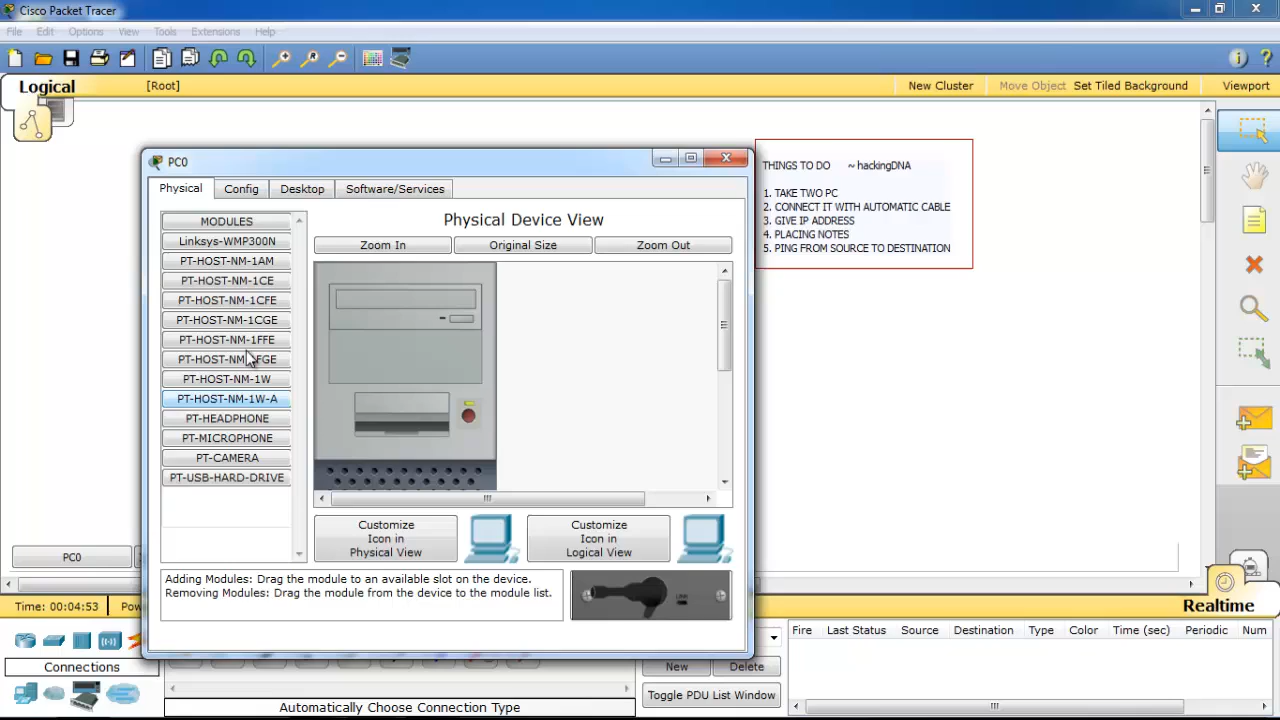 Cisco Packet Tracer
File Edit Options View Tools Extensions Help
Logical
[Root]
New Cluster
Move Object
Set Tiled Background
Viewport
THINGS TO DO ~ hackingDNA
1. TAKE TWO PC
2. CONNECT IT WITH AUTOMATIC CABLE
3. GIVE IP ADDRESS
4. PLACING NOTES
5. PING FROM SOURCE TO DESTINATION
PC0
Physical
Config
Desktop
Software/Services
MODULES
Linksys-WMP300N
PT-HOST-NM-1AM
PT-HOST-NM-1CE
PT-HOST-NM-1CFE
PT-HOST-NM-1CGE
PT-HOST-NM-1FFE
PT-HOST-NM-1FGE
PT-HOST-NM-1W
PT-HOST-NM-1W-A
PT-HEADPHONE
PT-MICROPHONE
PT-CAMERA
PT-USB-HARD-DRIVE
Physical Device View
Zoom In
Original Size
Zoom Out
Customize
Icon in
Physical View
Customize
Icon in
Logical View
Adding Modules: Drag the module to an available slot on the device.
Removing Modules: Drag the module from the device to the module list.
PC0
Time: 00:04:53
Realtime
Connections
Automatically Choose Connection Type
New
Delete
Toggle PDU List Window
Fire Last Status Source Destination Type Color Time (sec) Periodic Num